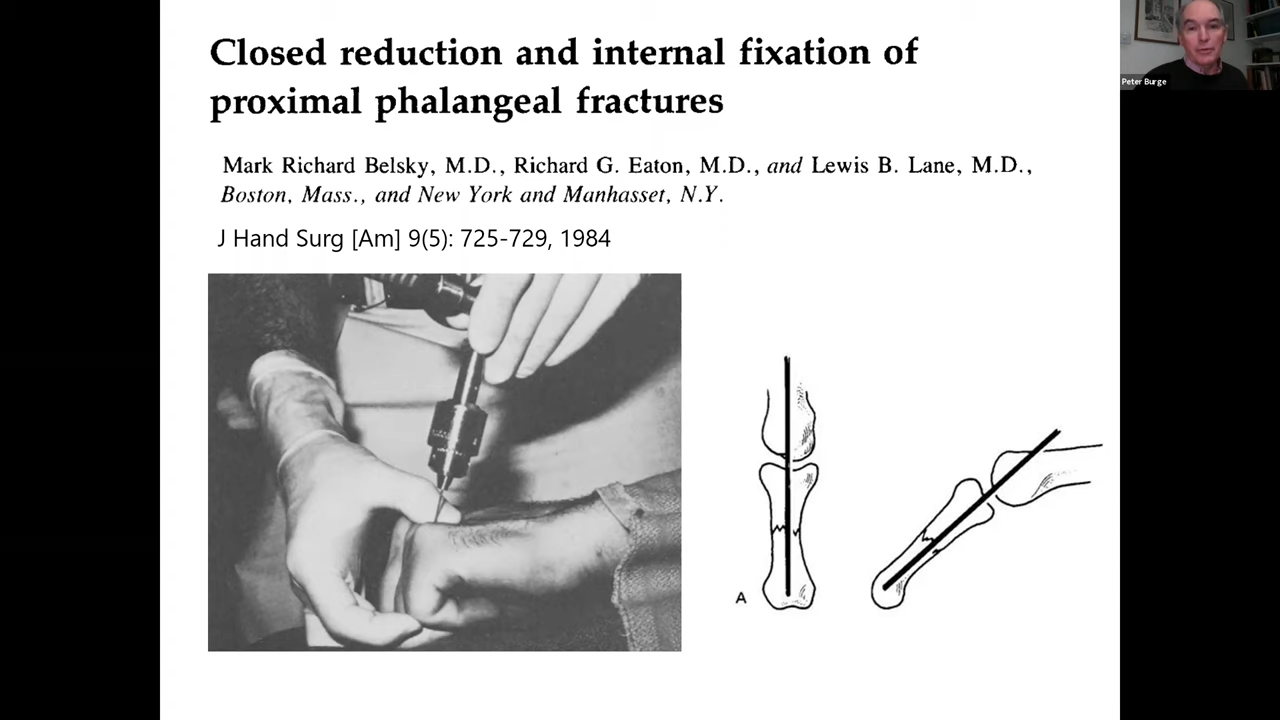 Closed reduction and internal fixation of
proximal phalangeal fractures
Mark Richard Belsky, M.D., Richard G. Eaton, M.D., and Lewis B. Lane, M.D.,
Boston, Mass., and New York and Manhasset, N.Y.
J Hand Surg [Am] 9(5): 725-729, 1984
A
Peter Burge